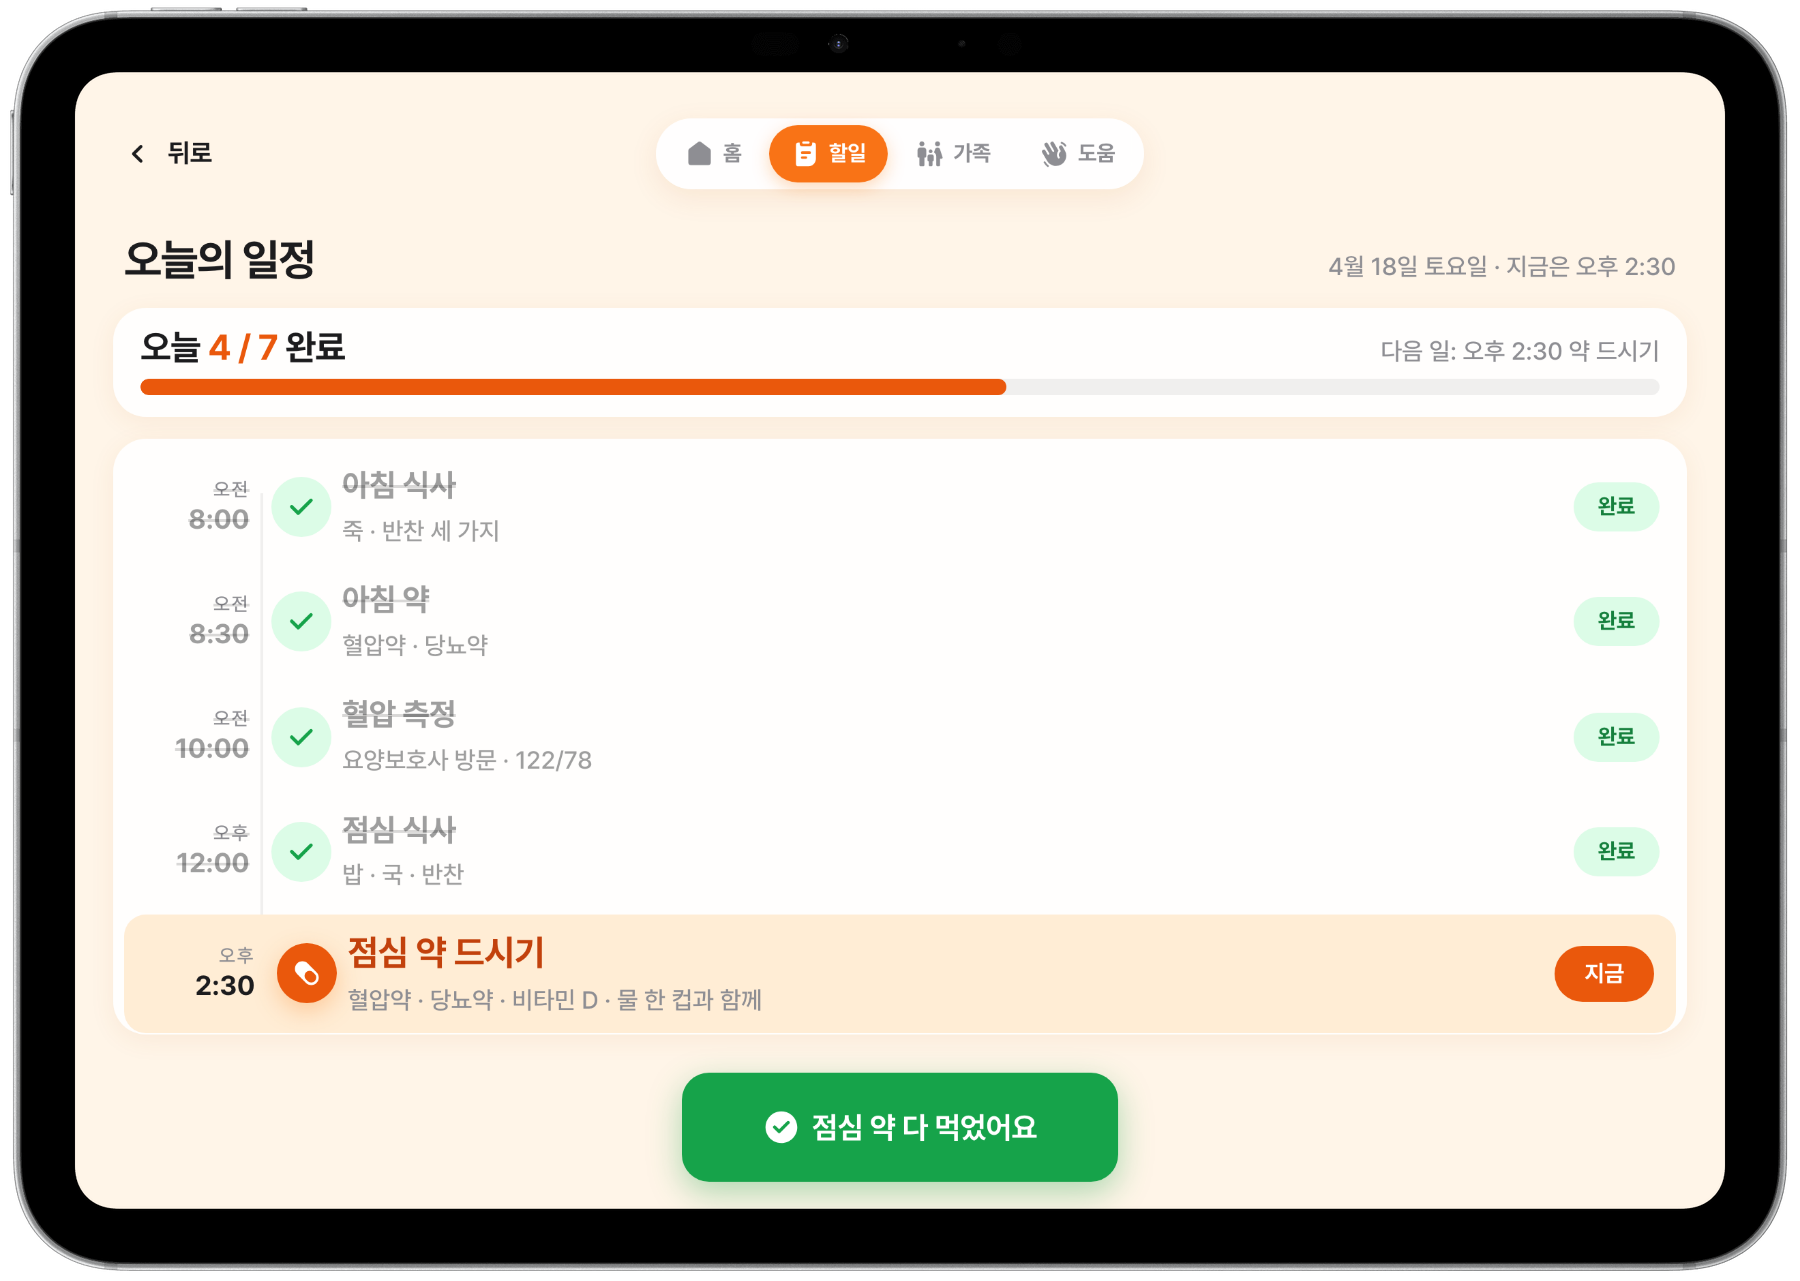 뒤로
홈
할일
가족
도움
오늘의 일정
4월 18일 토요일 · 지금은 오후 2:30
오늘 4 / 7 완료
다음 일: 오후 2:30 약 드시기
오전
8:00
아침 식사
죽 · 반찬 세 가지
완료
오전
8:30
아침 약
혈압약 · 당뇨약
완료
오전
10:00
혈압 측정
요양보호사 방문 · 122/78
완료
오후
12:00
점심 식사
밥 · 국 · 반찬
완료
오후
2:30
점심 약 드시기
혈압약 · 당뇨약 · 비타민 D · 물 한 컵과 함께
지금
점심 약 다 먹었어요